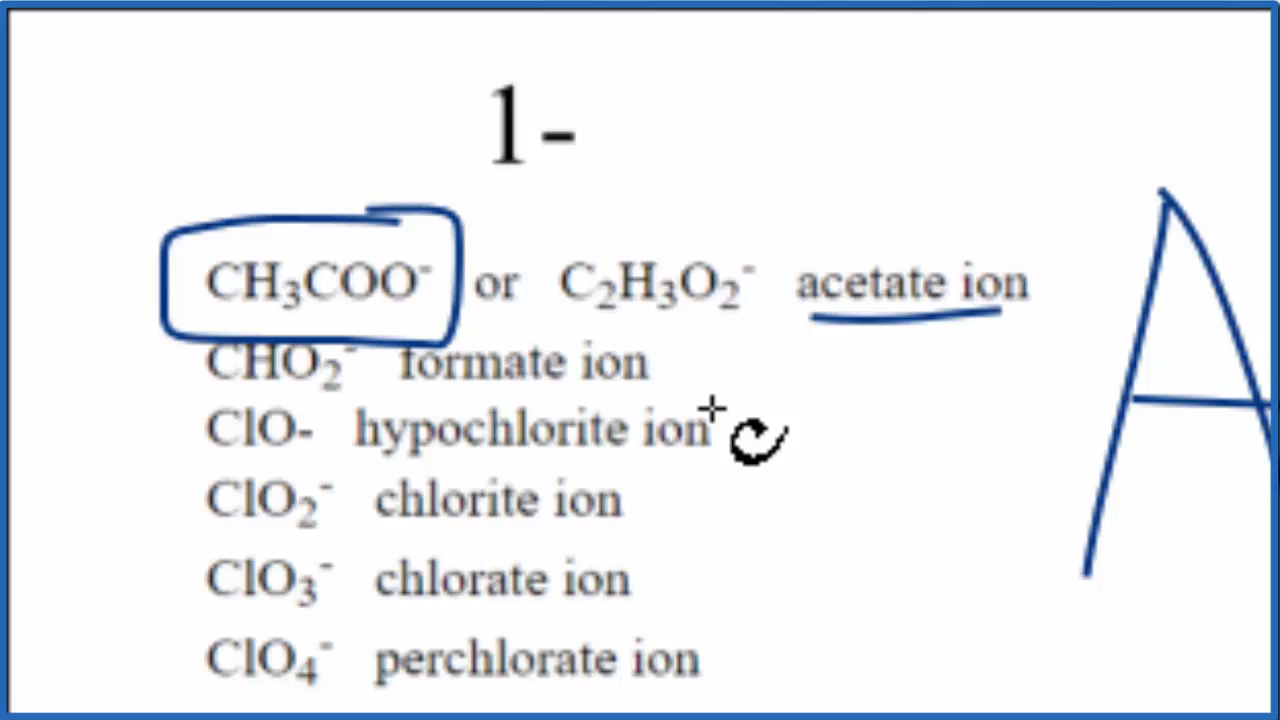 1-
CH₃COO⁻ or C₂H₃O₂⁻ acetate ion
CHO₂⁻ formate ion
ClO- hypochlorite ion
ClO₂⁻ chlorite ion
ClO₃⁻ chlorate ion
ClO₄⁻ perchlorate ion
A